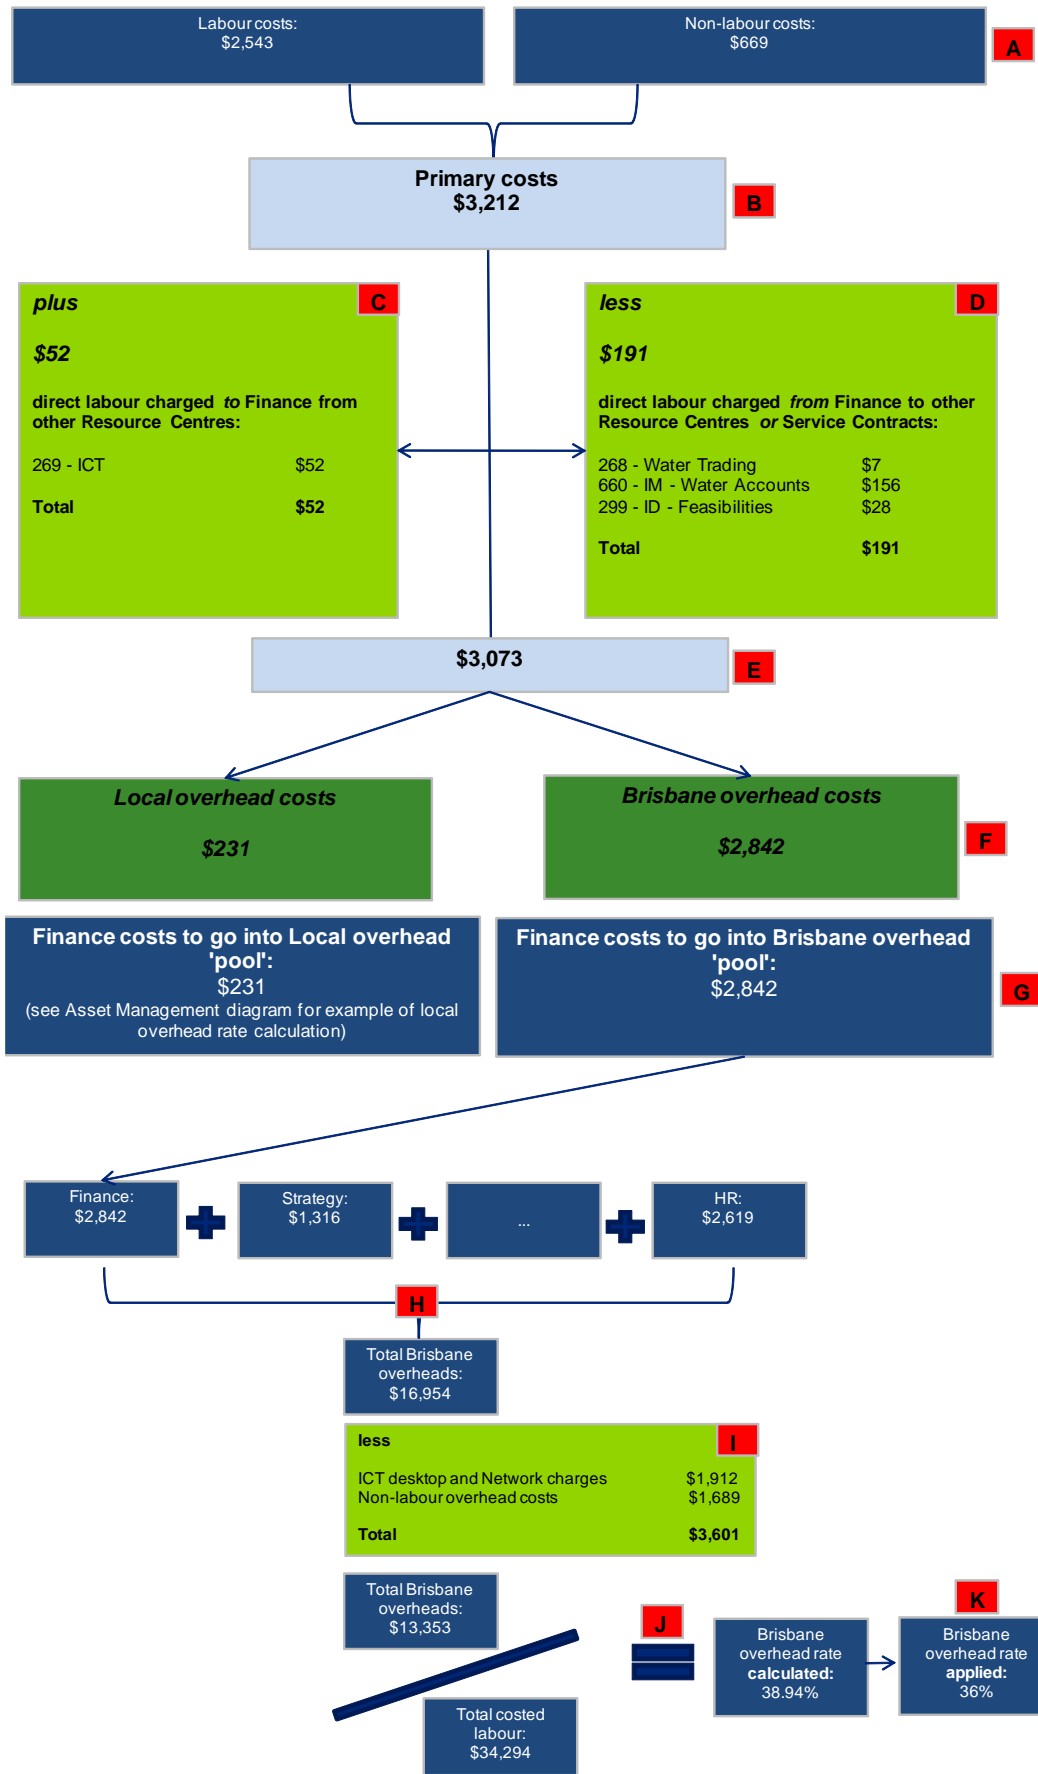 Labour costs:
$2,543
Non-labour costs:
$669
A
Primary costs
$3,212
B
plus
C
$52
direct labour charged to Finance from
other Resource Centres:
269 - ICT $52
Total $52
less
D
$191
direct labour charged from Finance to other
Resource Centres or Service Contracts:
268 - Water Trading $7
660 - IM - Water Accounts $156
299 - ID - Feasibilities $28
Total $191
$3,073
E
Local overhead costs
$231
Brisbane overhead costs
$2,842
F
Finance costs to go into Local overhead
'pool':
$231
(see Asset Management diagram for example of local
overhead rate calculation)
Finance costs to go into Brisbane overhead
'pool':
$2,842
G
Finance:
$2,842
Strategy:
$1,316
...
HR:
$2,619
H
Total Brisbane
overheads:
$16,954
less
I
ICT desktop and Network charges $1,912
Non-labour overhead costs $1,689
Total $3,601
Total Brisbane
overheads:
$13,353
Total costed
labour:
$34,294
J
Brisbane
overhead rate
calculated:
38.94%
K
Brisbane
overhead rate
applied:
36%